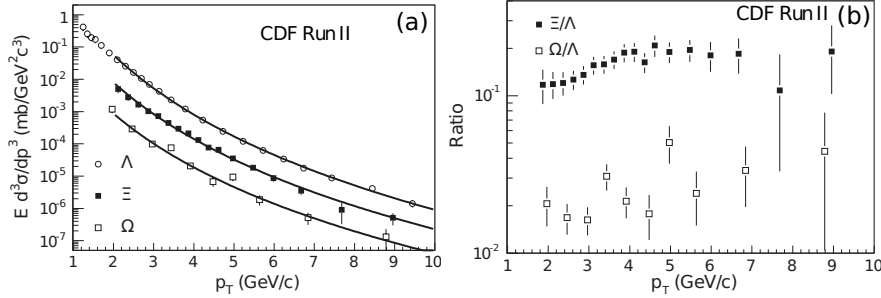 (a)
CDF Run II
E d³σ/dp³ (mb/GeV²c³)
1
10⁻¹
10⁻²
10⁻³
10⁻⁴
10⁻⁵
10⁻⁶
10⁻⁷
Λ
Ξ
Ω
1 2 3 4 5 6 7 8 9 10
p_T (GeV/c)
CDF Run II
(b)
Ξ/Λ
Ω/Λ
Ratio
10⁻¹
10⁻²
1 2 3 4 5 6 7 8 9 10
p_T (GeV/c)